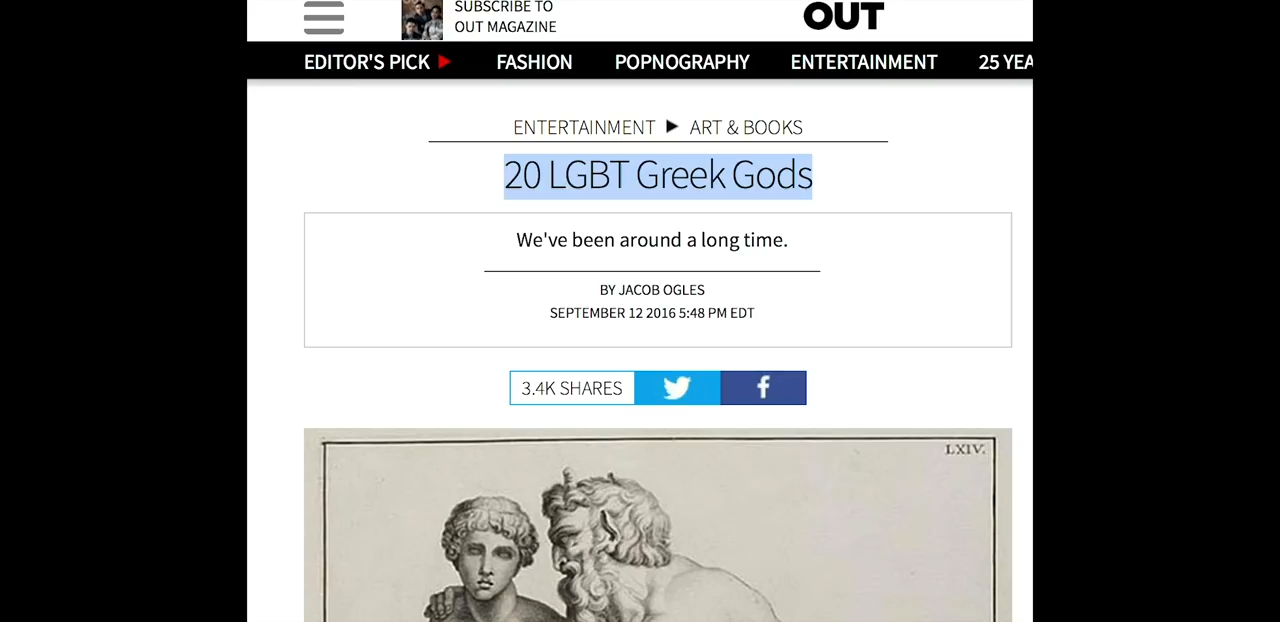 SUBSCRIBE TO
OUT MAGAZINE
OUT
EDITOR'S PICK FASHION POPNOGRAPHY ENTERTAINMENT 25 YEA
ENTERTAINMENT ▶ ART & BOOKS
20 LGBT Greek Gods
We've been around a long time.
BY JACOB OGLES
SEPTEMBER 12 2016 5:48 PM EDT
3.4K SHARES
LXIV.